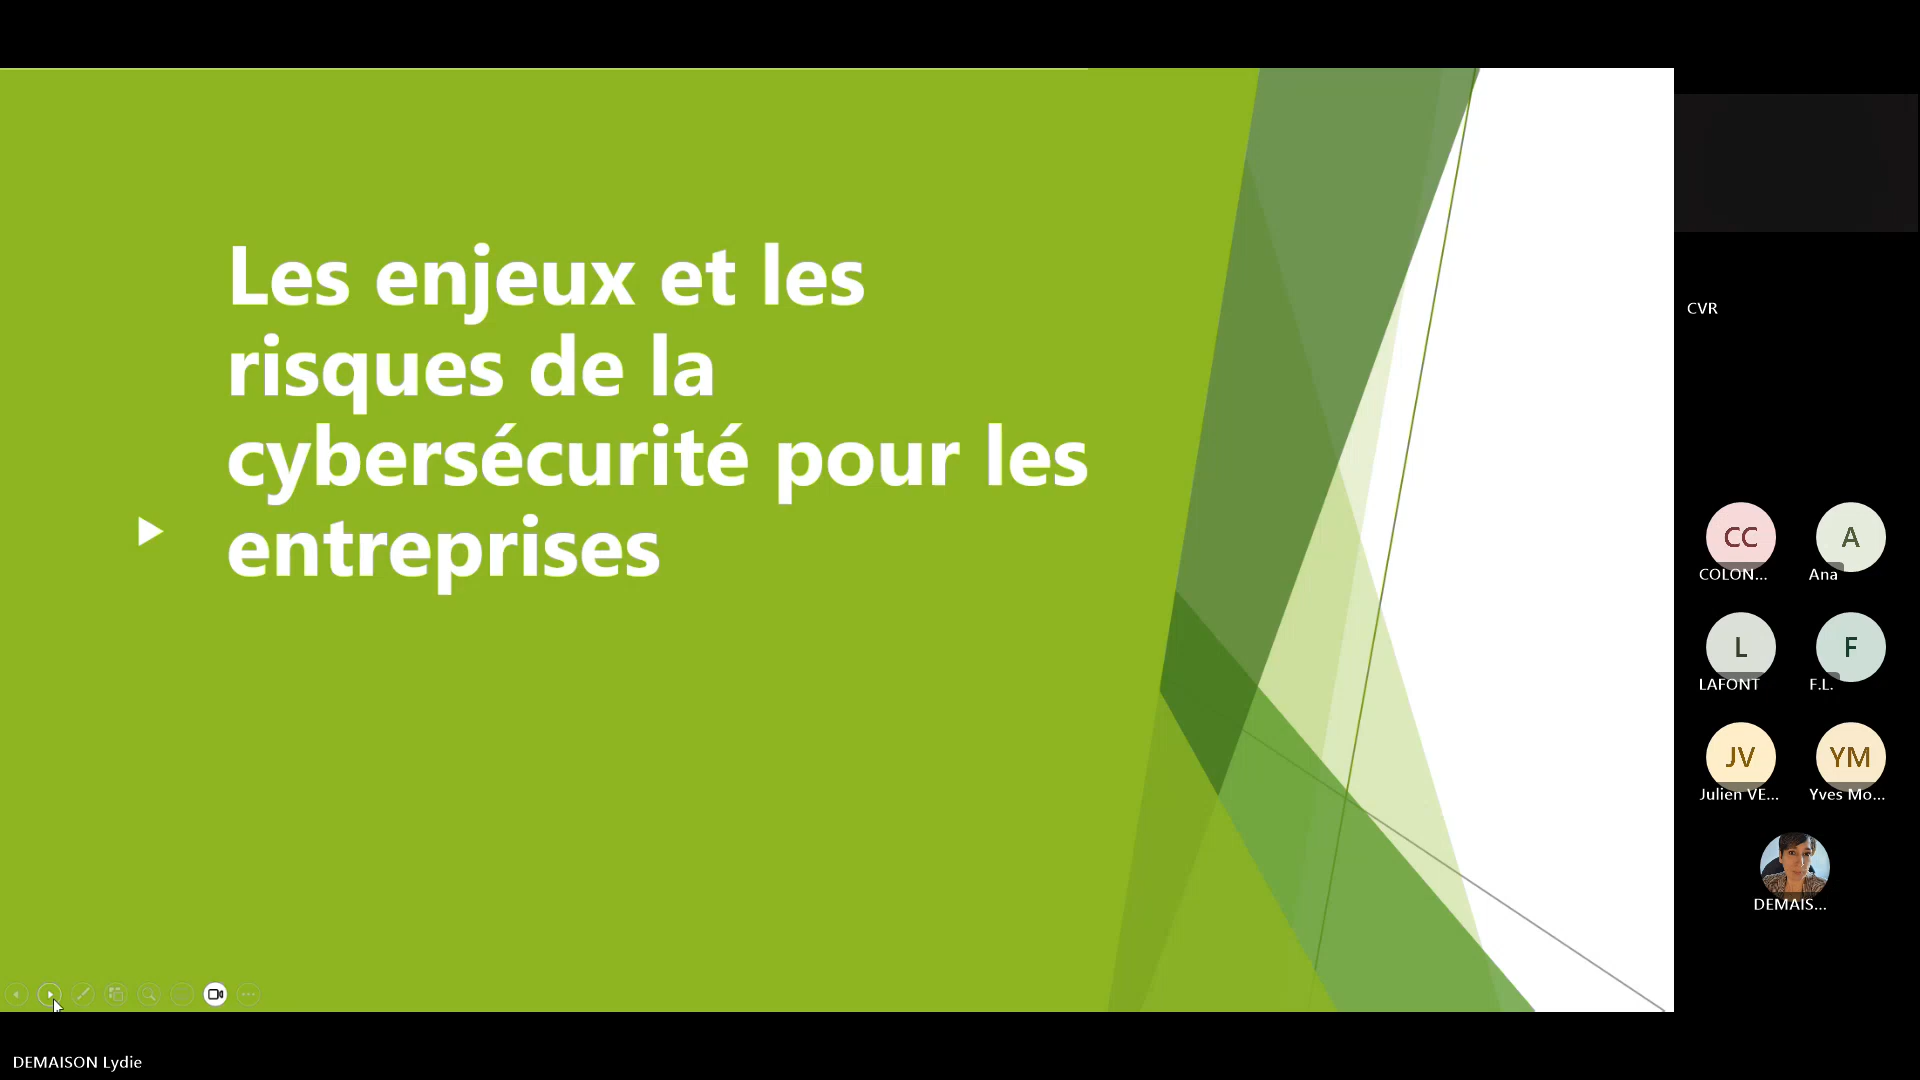 Les enjeux et les
risques de la
cybersécurité pour les
entreprises
CVR
CC
COLON...
A
Ana
L
LAFONT
F
F.L.
JV
Julien VE...
YM
Yves Mo...
DEMAIS...
DEMAISON Lydie